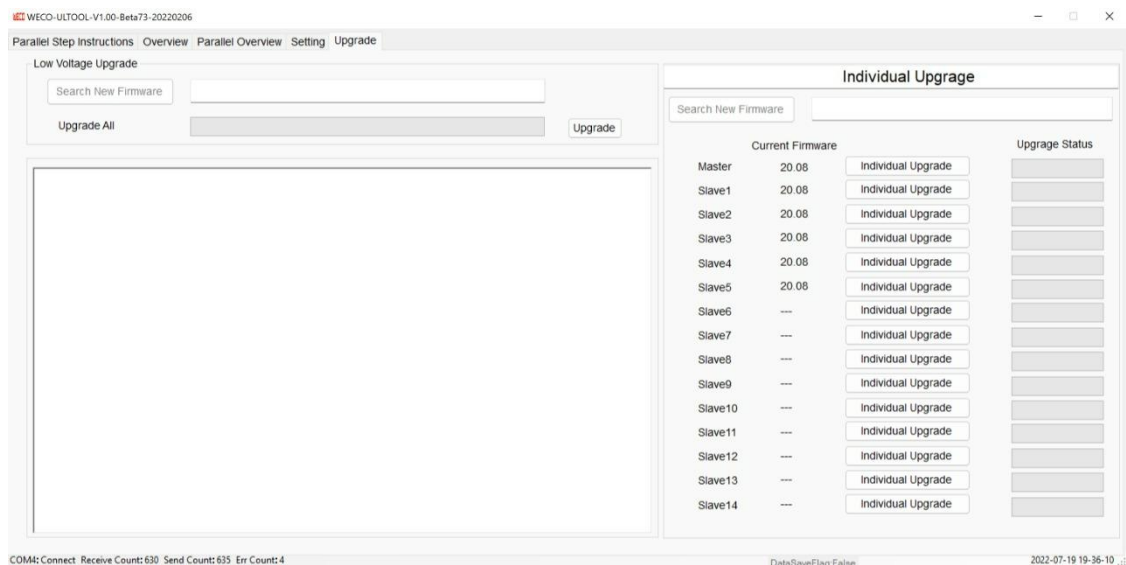 WECO WECO-ULTOOL-V1.00-Beta73-20220206
Parallel Step Instructions Overview Parallel Overview Setting Upgrade
Low Voltage Upgrade
Search New Firmware
Upgrade All Upgrade
Individual Upgrage
Search New Firmware
Current Firmware Upgrage Status
Master 20.08 Individual Upgrade
Slave1 20.08 Individual Upgrade
Slave2 20.08 Individual Upgrade
Slave3 20.08 Individual Upgrade
Slave4 20.08 Individual Upgrade
Slave5 20.08 Individual Upgrade
Slave6 --- Individual Upgrade
Slave7 --- Individual Upgrade
Slave8 --- Individual Upgrade
Slave9 --- Individual Upgrade
Slave10 --- Individual Upgrade
Slave11 --- Individual Upgrade
Slave12 --- Individual Upgrade
Slave13 --- Individual Upgrade
Slave14 --- Individual Upgrade
COM4: Connect Receive Count: 630 Send Count: 635 Err Count: 4 DataSaveFlag:False 2022-07-19 19-36-10